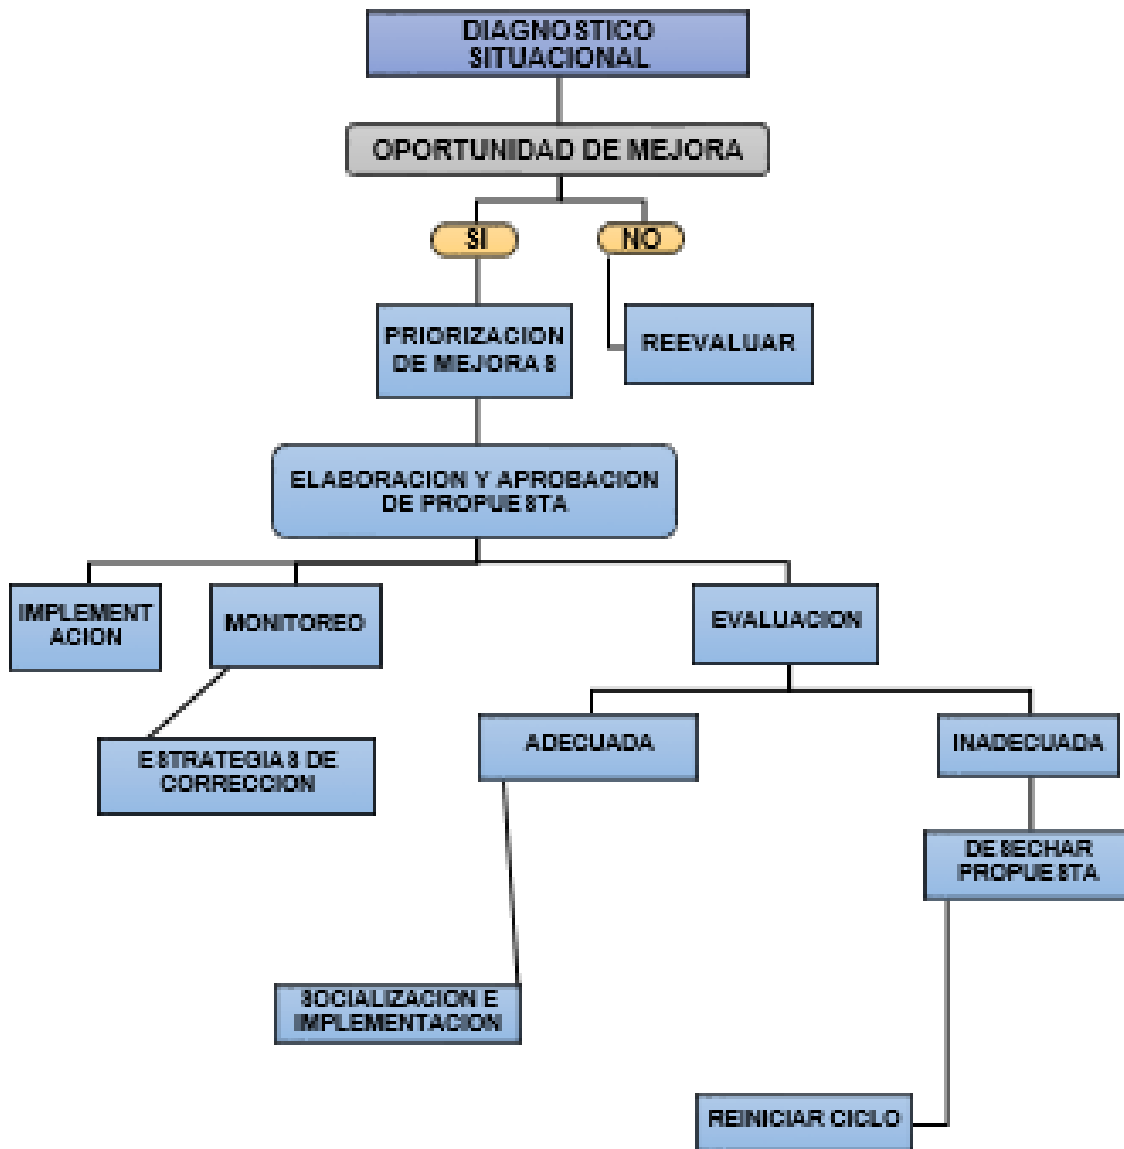 DIAGNOSTICO
SITUACIONAL
OPORTUNIDAD DE MEJORA
SI
NO
PRIORIZACION
DE MEJORAS
REEVALUAR
ELABORACION Y APROBACION
DE PROPUESTA
IMPLEMENT
ACION
MONITOREO
EVALUACION
ESTRATEGIAS DE
CORRECCION
ADECUADA
INADECUADA
DESECHAR
PROPUESTA
SOCIALIZACION E
IMPLEMENTACION
REINICIAR CICLO